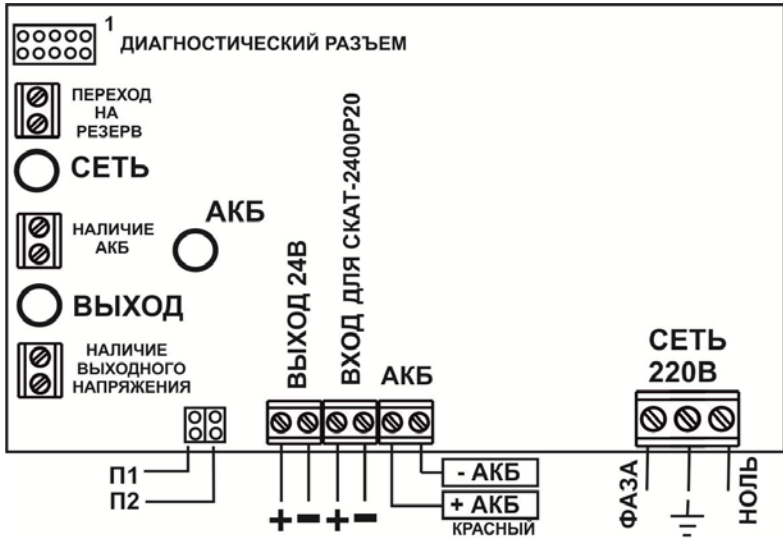 1
ДИАГНОСТИЧЕСКИЙ РАЗЪЕМ
ПЕРЕХОД
НА
РЕЗЕРВ
СЕТЬ
АКБ
НАЛИЧИЕ
АКБ
ВЫХОД
НАЛИЧИЕ
ВЫХОДНОГО
НАПРЯЖЕНИЯ
ВЫХОД 24В
ВХОД ДЛЯ СКАТ-2400Р20
АКБ
СЕТЬ
220В
П1
П2
+ − + −
- АКБ
+ АКБ
КРАСНЫЙ
ФАЗА
НОЛЬ